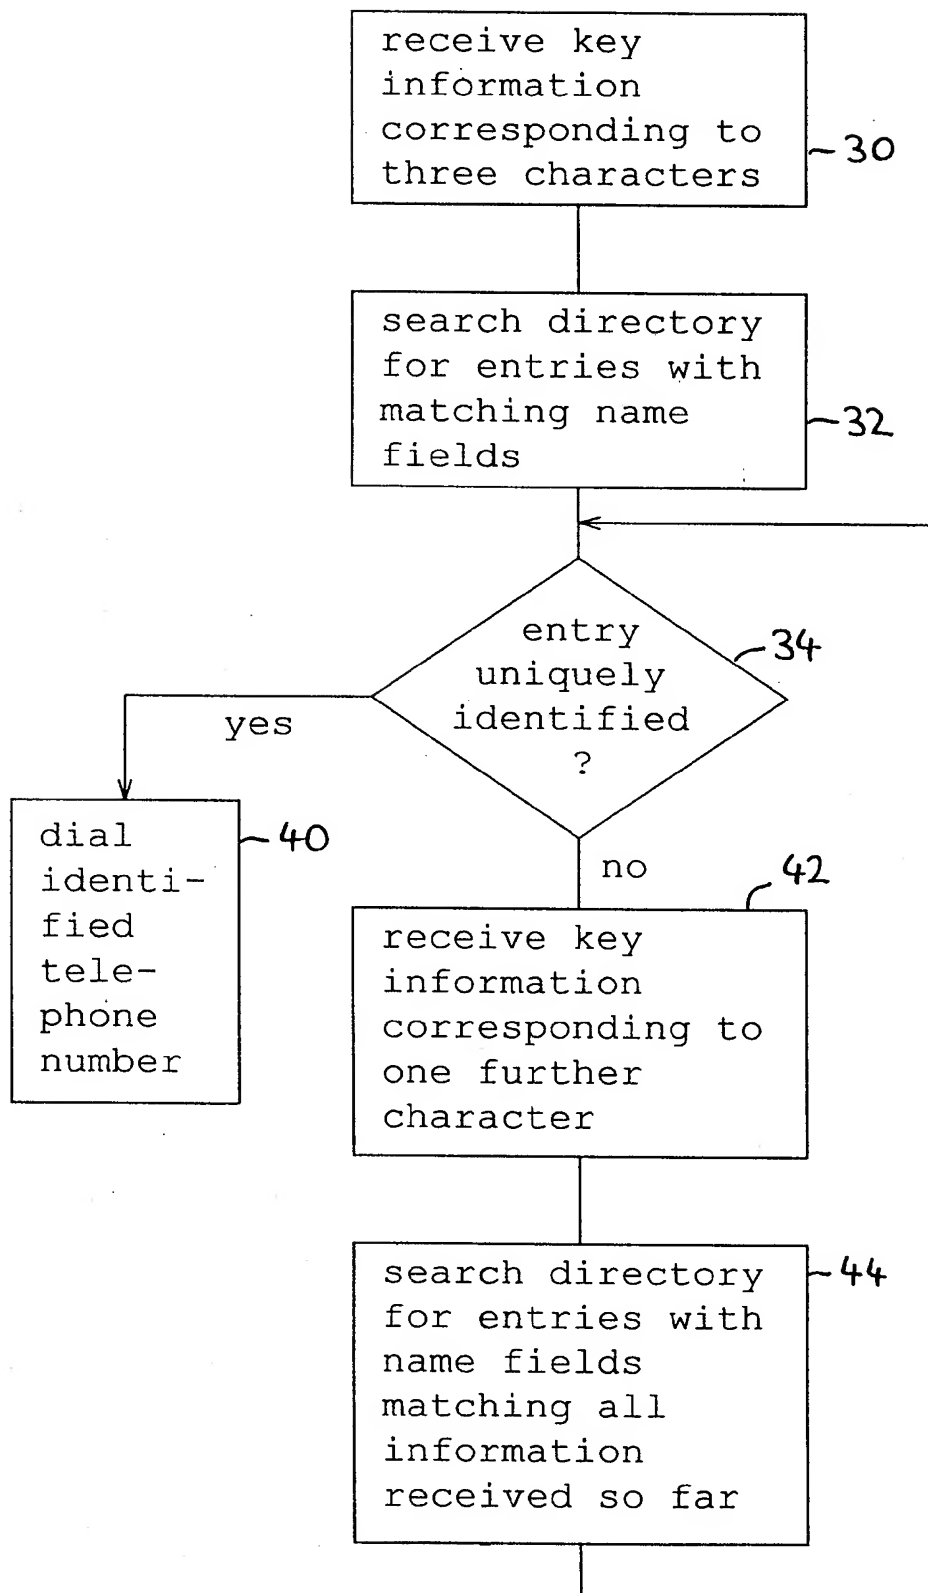 receive key
information
corresponding to
three characters
30
search directory
for entries with
matching name
fields
32
entry
uniquely
identified
?
34
yes
dial
identi-
fied
tele-
phone
number
40
no
42
receive key
information
corresponding to
one further
character
search directory
for entries with
name fields
matching all
information
received so far
44